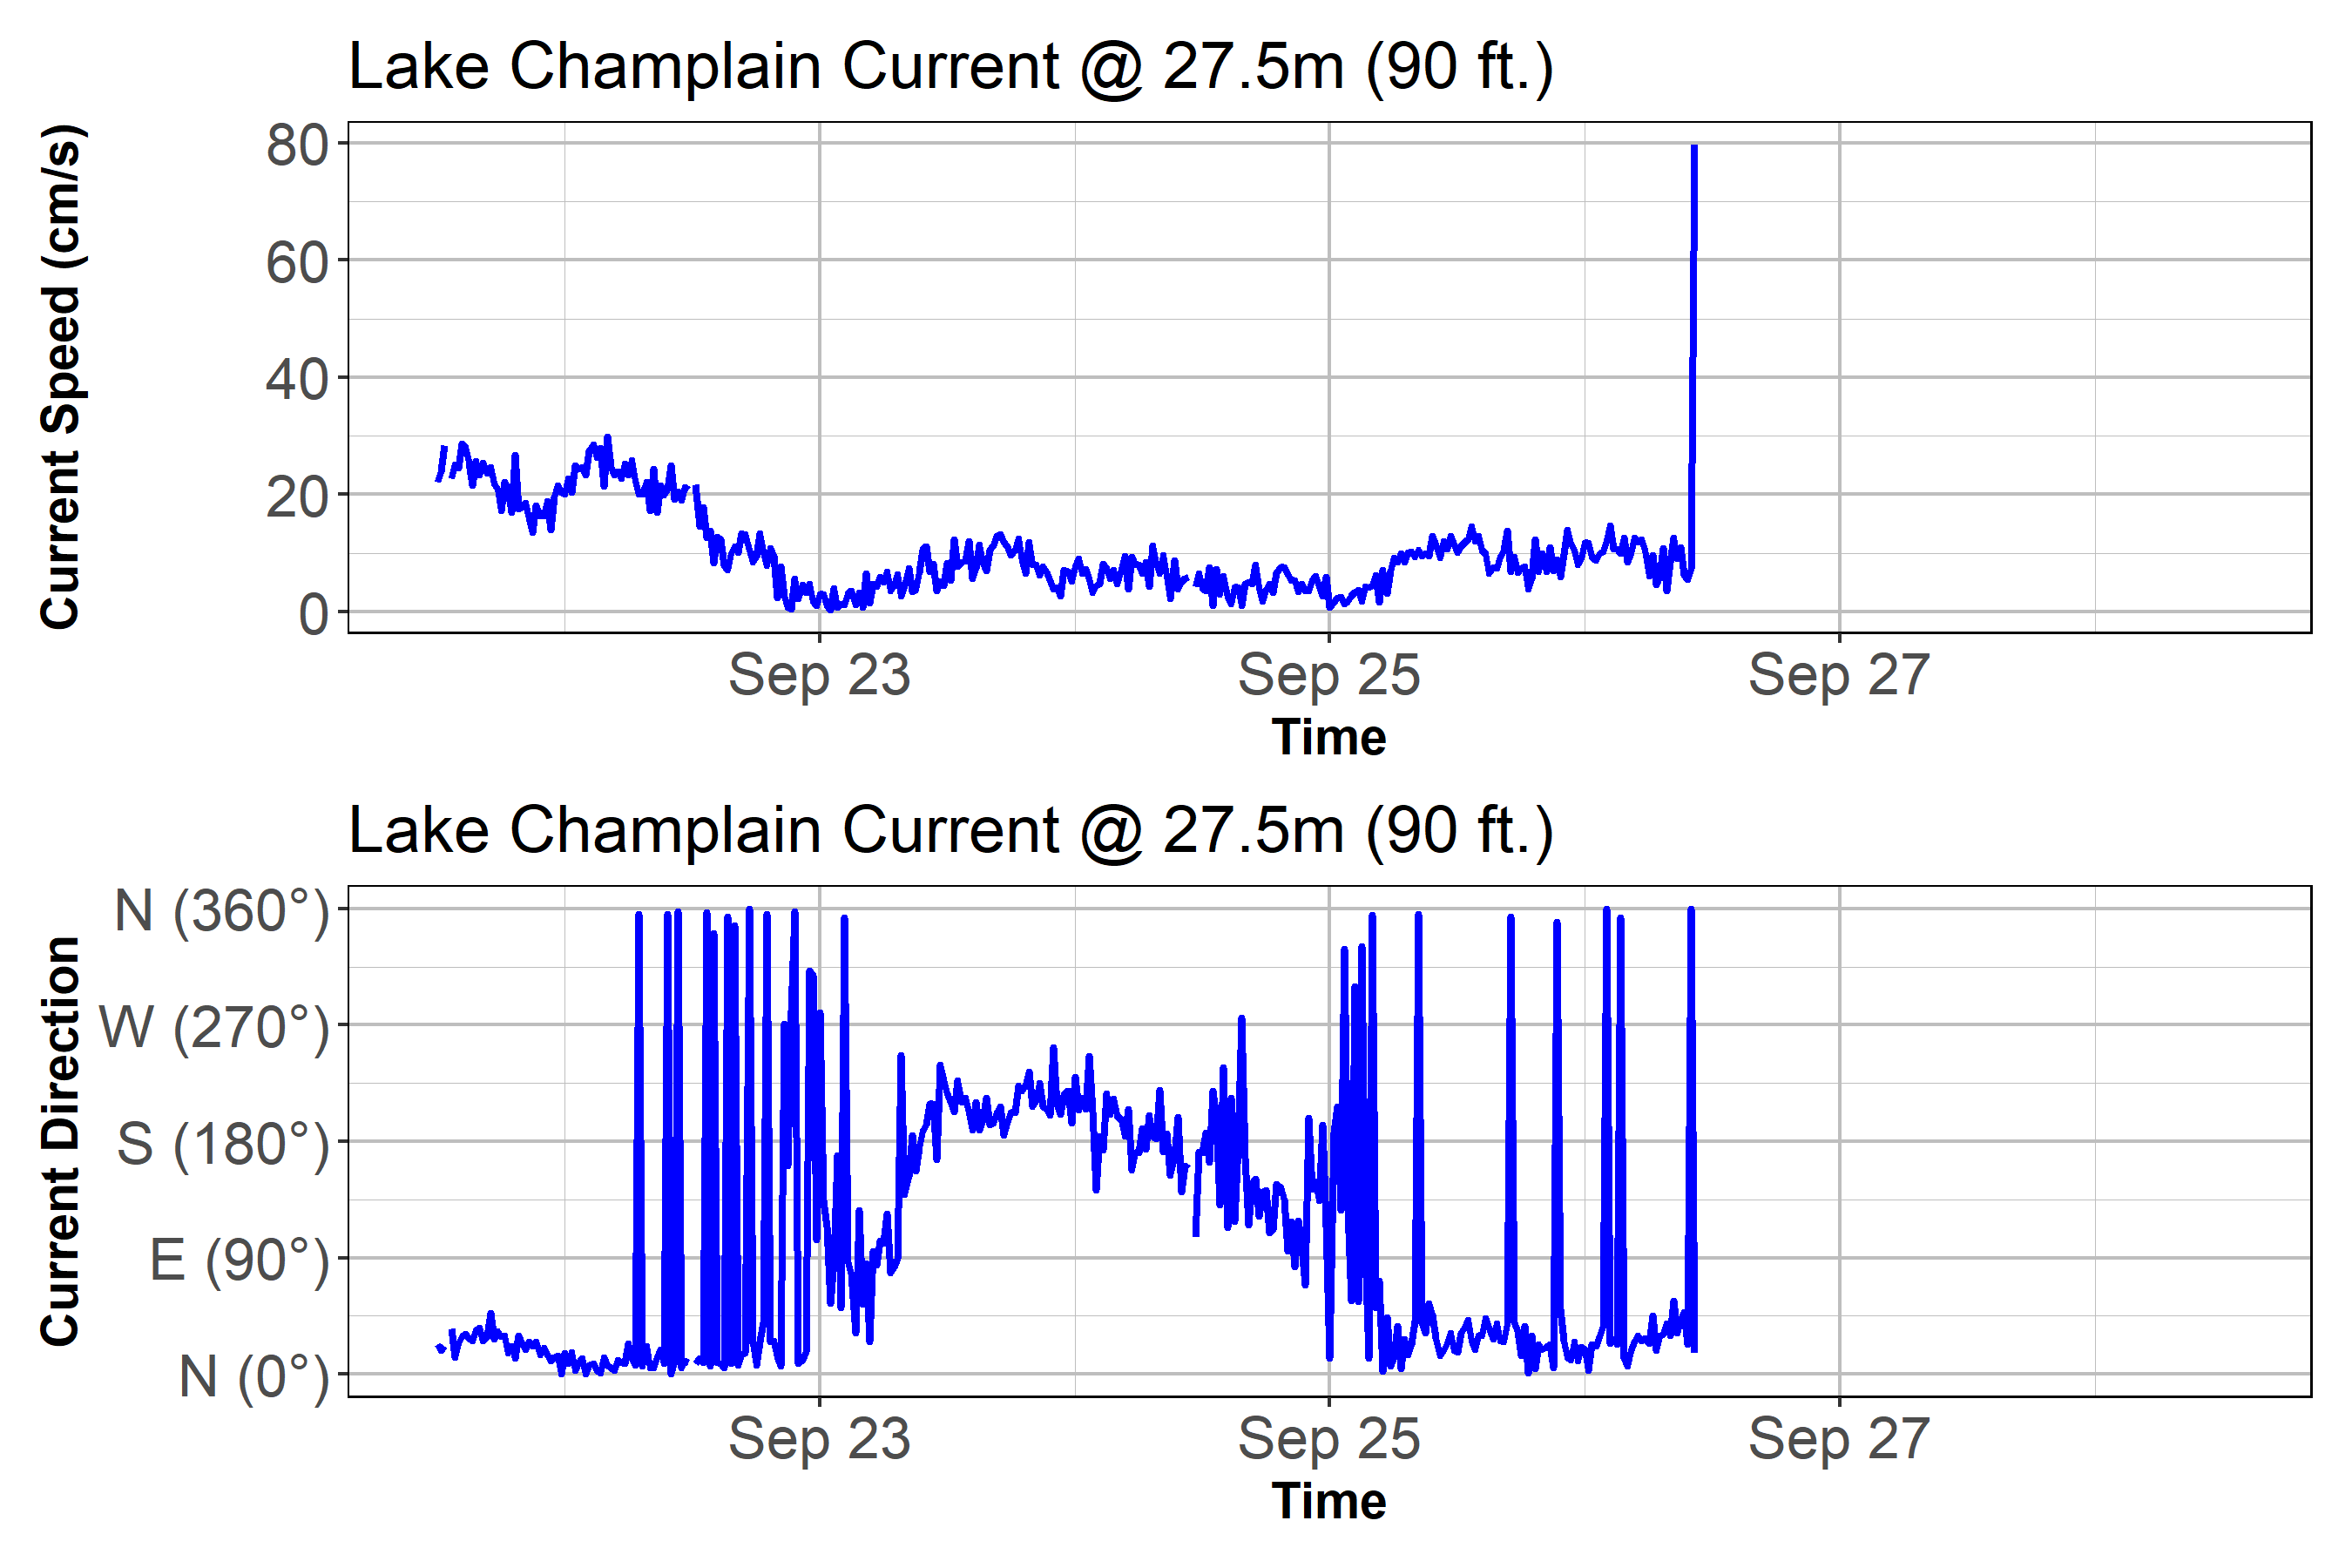 Lake Champlain Current @ 27.5m (90 ft.)
Current Speed (cm/s)
80
60
40
20
0
Sep 23 Sep 25 Sep 27
Time
Lake Champlain Current @ 27.5m (90 ft.)
Current Direction
N (360°)
W (270°)
S (180°)
E (90°)
N (0°)
Sep 23 Sep 25 Sep 27
Time